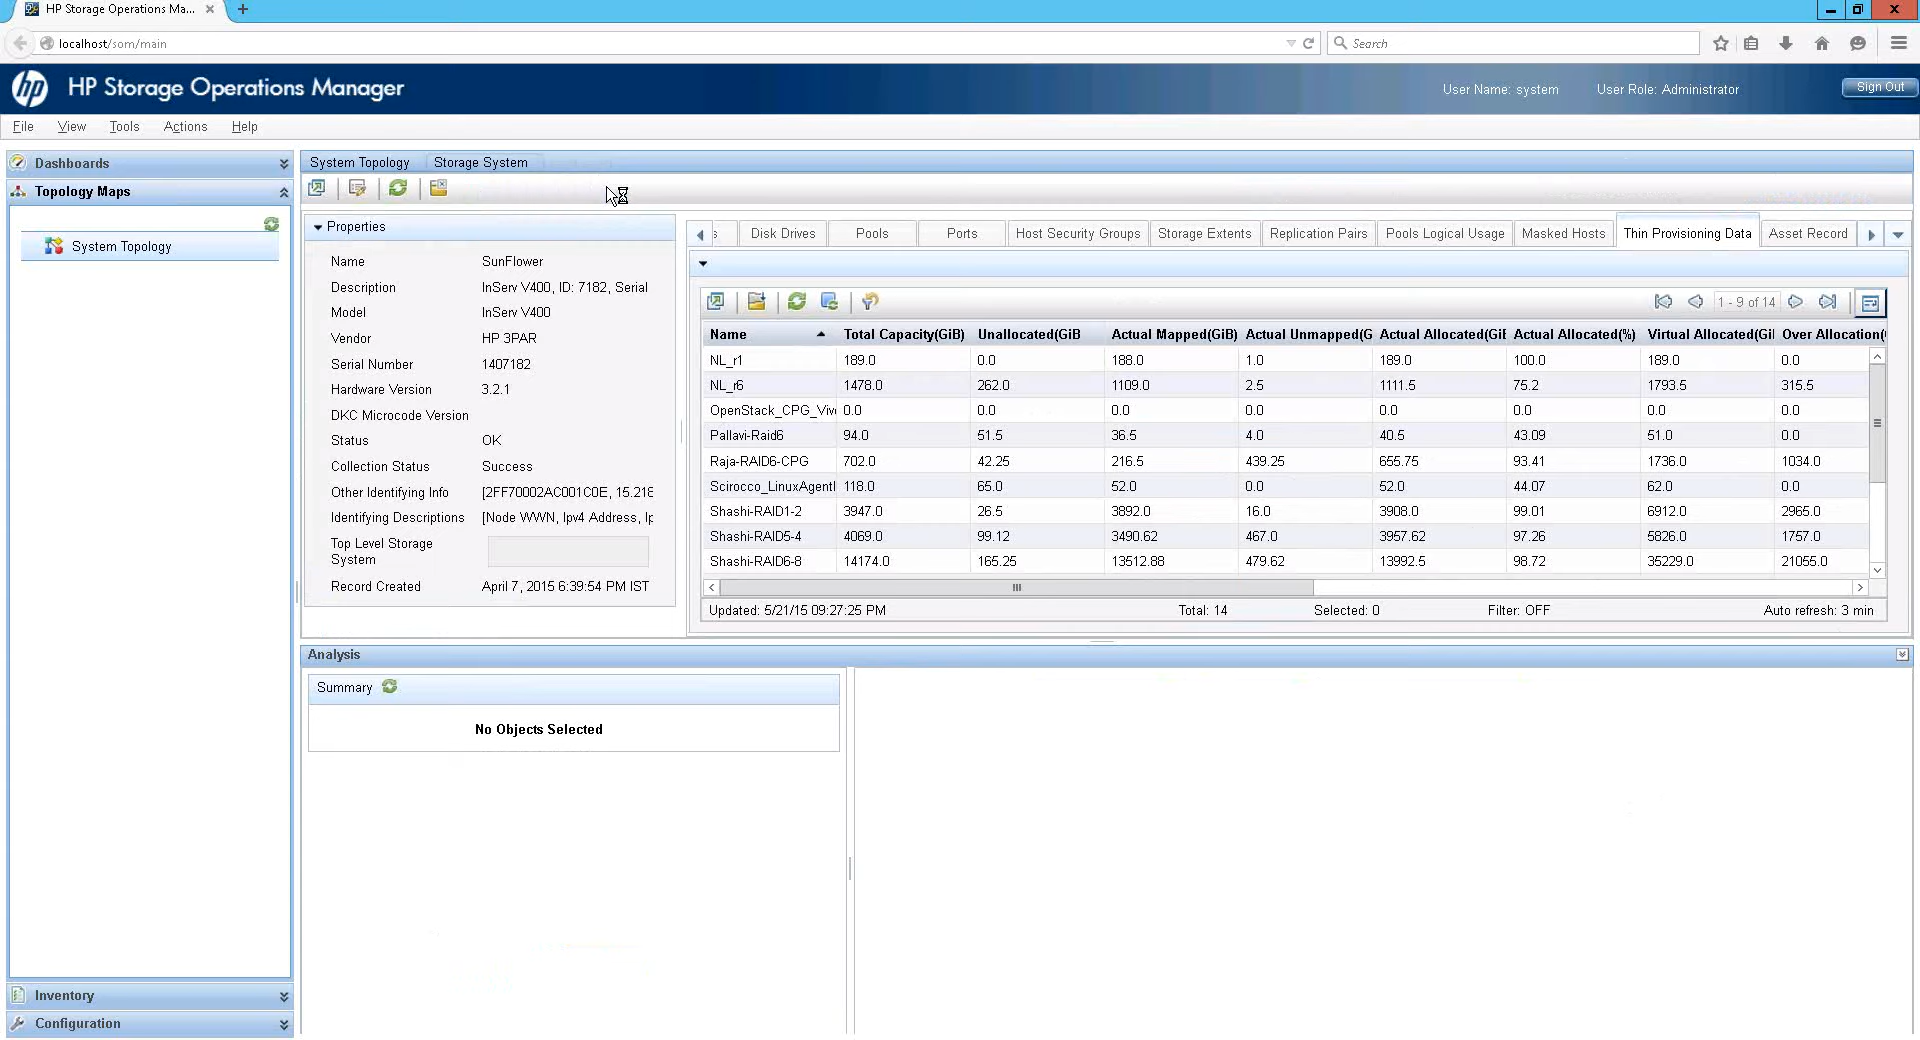 HP Storage Operations Ma...
localhost/som/main
Search
hp
HP Storage Operations Manager
User Name: system
User Role: Administrator
Sign Out
File View Tools Actions Help
Dashboards
Topology Maps
System Topology
Inventory
Configuration
System Topology Storage System
Properties
Name SunFlower
Description InServ V400, ID: 7182, Serial
Model InServ V400
Vendor HP 3PAR
Serial Number 1407182
Hardware Version 3.2.1
DKC Microcode Version
Status OK
Collection Status Success
Other Identifying Info [2FF70002AC001C0E, 15.218
Identifying Descriptions [Node WWN, Ipv4 Address, Ip
Top Level Storage
System
Record Created April 7, 2015 6:39:54 PM IST
s Disk Drives Pools Ports Host Security Groups Storage Extents Replication Pairs Pools Logical Usage Masked Hosts Thin Provisioning Data Asset Record
1 - 9 of 14
Name Total Capacity(GiB) Unallocated(GiB Actual Mapped(GiB) Actual Unmapped(G Actual Allocated(GiB Actual Allocated(%) Virtual Allocated(Gi Over Allocation(
NL_r1 189.0 0.0 188.0 1.0 189.0 100.0 189.0 0.0
NL_r6 1478.0 262.0 1109.0 2.5 1111.5 75.2 1793.5 315.5
OpenStack_CPG_Viv 0.0 0.0 0.0 0.0 0.0 0.0 0.0 0.0
Pallavi-Raid6 94.0 51.5 36.5 4.0 40.5 43.09 51.0 0.0
Raja-RAID6-CPG 702.0 42.25 216.5 439.25 655.75 93.41 1736.0 1034.0
Scirocco_LinuxAgentl 118.0 65.0 52.0 0.0 52.0 44.07 62.0 0.0
Shashi-RAID1-2 3947.0 26.5 3892.0 16.0 3908.0 99.01 6912.0 2965.0
Shashi-RAID5-4 4069.0 99.12 3490.62 467.0 3957.62 97.26 5826.0 1757.0
Shashi-RAID6-8 14174.0 165.25 13512.88 479.62 13992.5 98.72 35229.0 21055.0
Updated: 5/21/15 09:27:25 PM Total: 14 Selected: 0 Filter: OFF Auto refresh: 3 min
Analysis
Summary
No Objects Selected